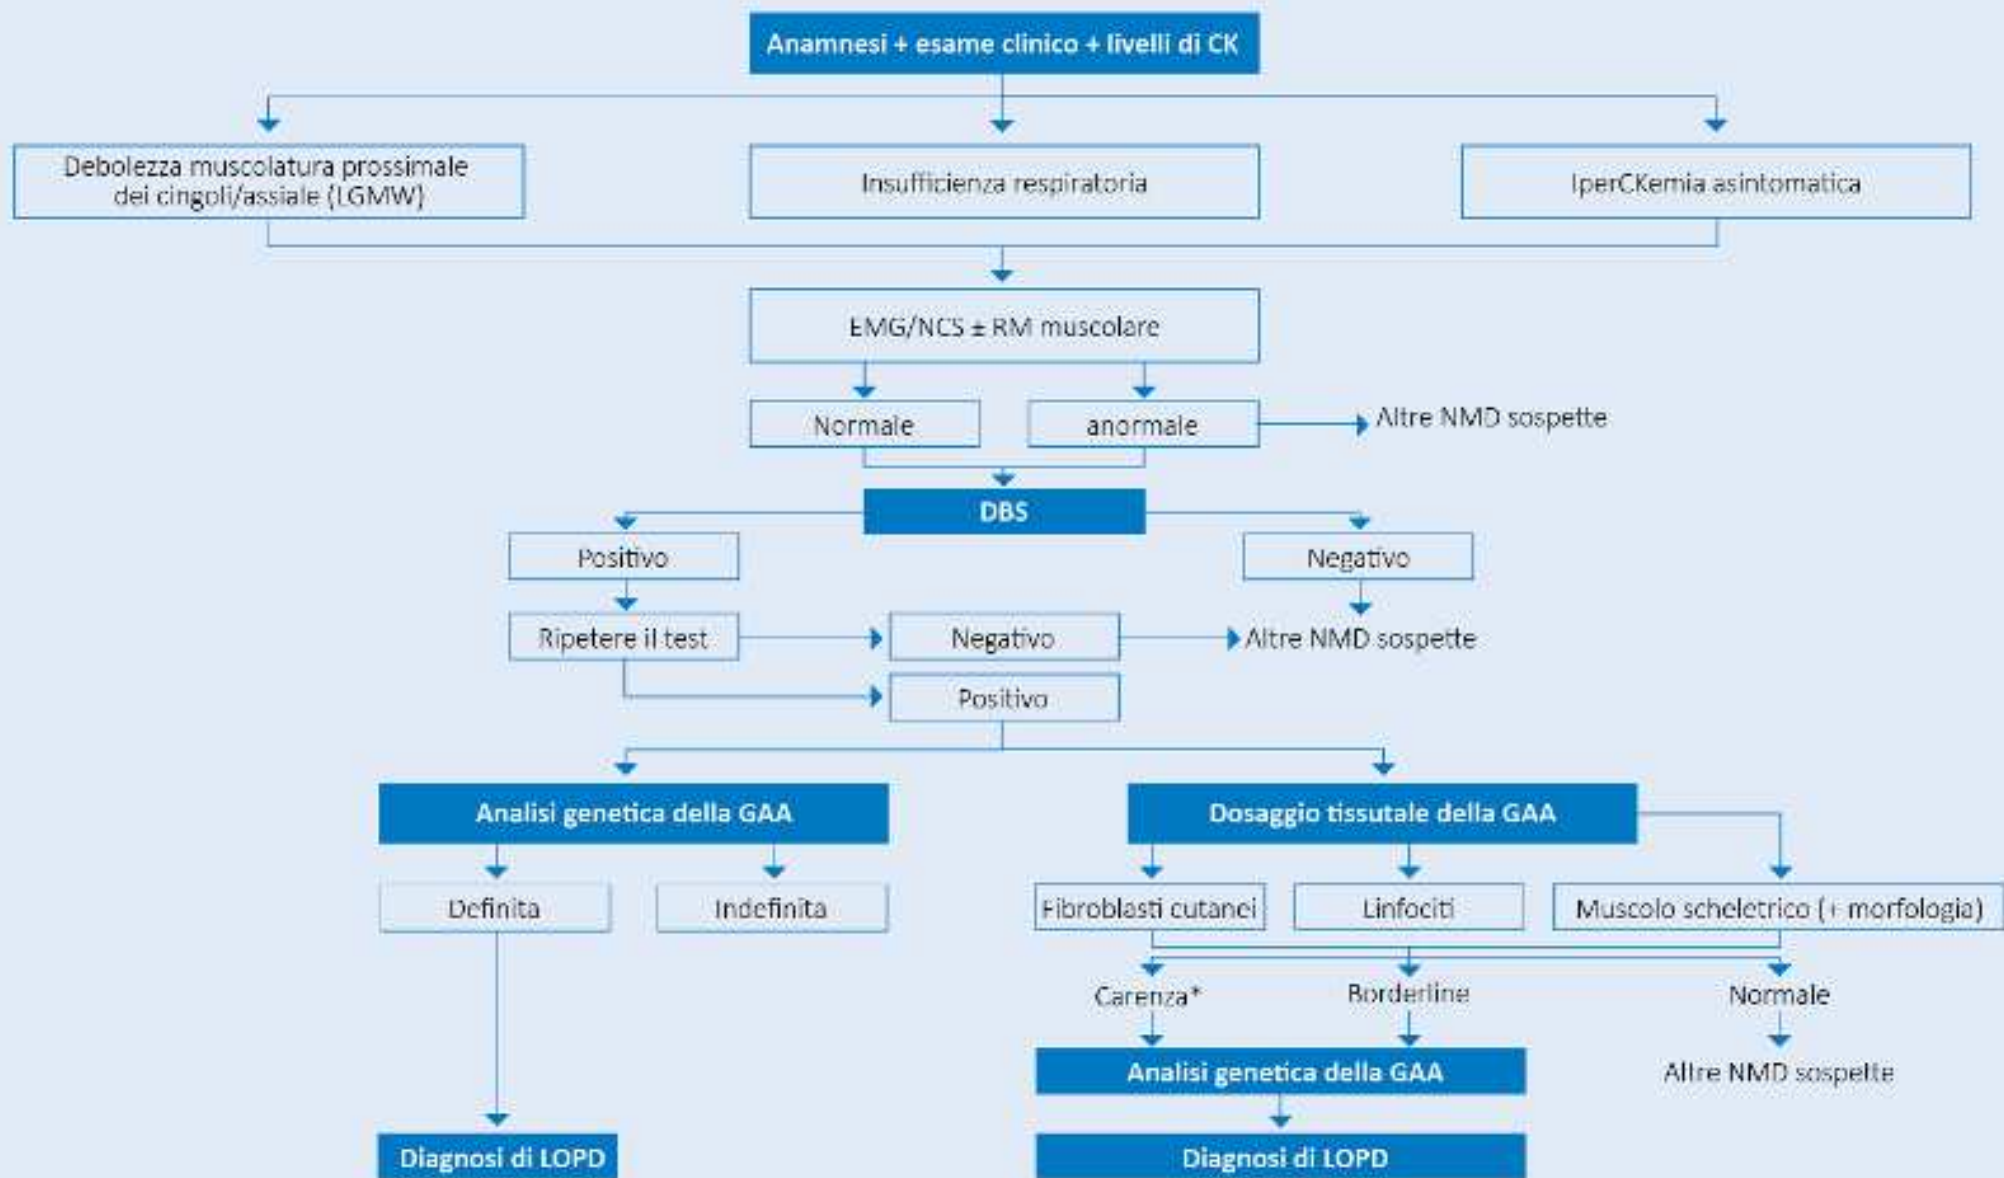 Anamnesi + esame clinico + livelli di CK
Debolezza muscolatura prossimale
dei cingoli/assiale (LGMW)
Insufficienza respiratoria
IperCKemia asintomatica
EMG/NCS ± RM muscolare
Normale
anormale
Altre NMD sospette
DBS
Positivo
Negativo
Ripetere il test
Negativo
Altre NMD sospette
Positivo
Analisi genetica della GAA
Dosaggio tissutale della GAA
Definita
Indefinita
Fibroblasti cutanei
Linfociti
Muscolo scheletrico (+ morfologia)
Carenza*
Borderline
Normale
Analisi genetica della GAA
Altre NMD sospette
Diagnosi di LOPD
Diagnosi di LOPD